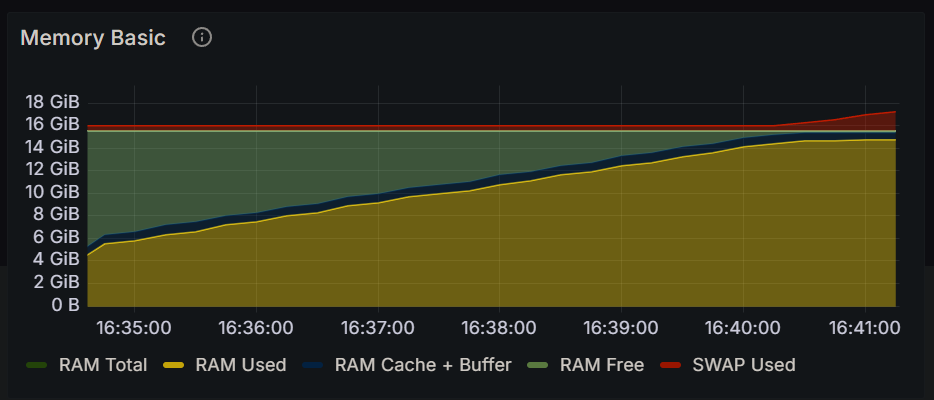 Memory Basic
18 GiB
16 GiB
14 GiB
12 GiB
10 GiB
8 GiB
6 GiB
4 GiB
2 GiB
0 B
16:35:00 16:36:00 16:37:00 16:38:00 16:39:00 16:40:00 16:41:00
RAM Total RAM Used RAM Cache + Buffer RAM Free SWAP Used